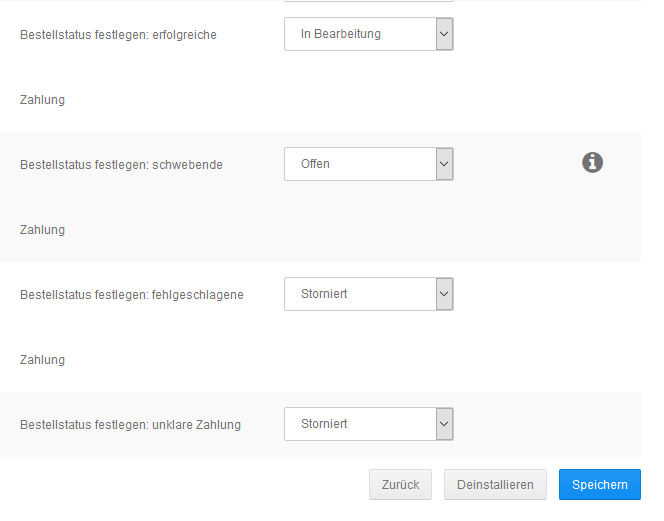 Bestellstatus festlegen: erfolgreiche
In Bearbeitung
Zahlung
Bestellstatus festlegen: schwebende
Offen
Zahlung
Bestellstatus festlegen: fehlgeschlagene
Storniert
Zahlung
Bestellstatus festlegen: unklare Zahlung
Storniert
Zurück
Deinstallieren
Speichern